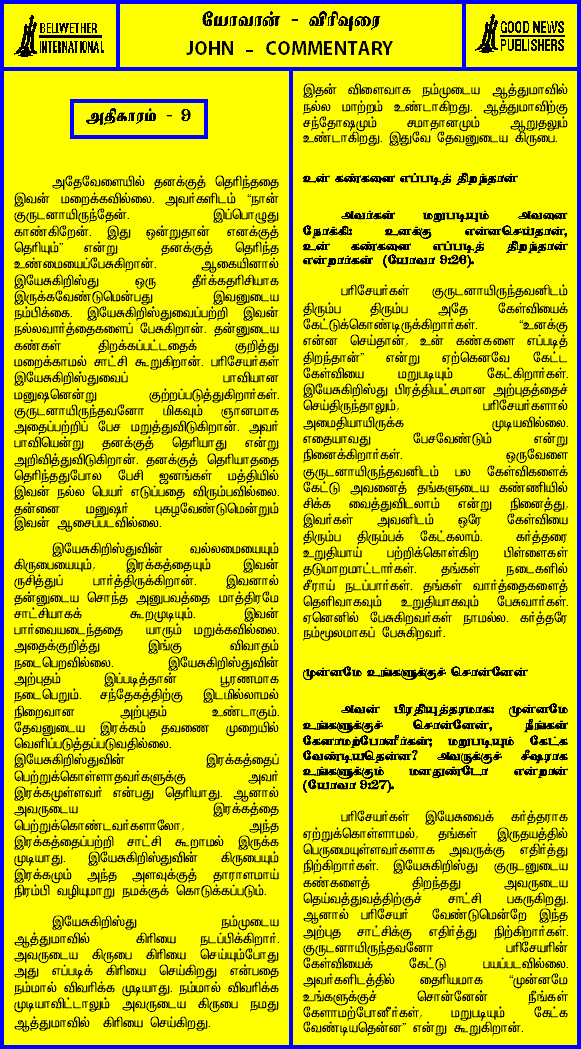 BELWETHER
INTERNATIONAL
யோவான் - விரிவுரை
JOHN - COMMENTARY
GOOD NEWS
PUBLISHERS
அதிகாரம் - 9
அதேவேளையில் தனக்குத் தெரிந்ததை
இவன் மறைக்கவில்லை. அவர்களிடம் “நான்
குருடனாயிருந்தேன். இப்பொழுது
காண்கிறேன். இது ஒன்றுதான் எனக்குத்
தெரியும்” என்று தனக்குத் தெரிந்த
உண்மையைப்பேசுகிறான். ஆகையினால்
இயேசுகிறிஸ்து ஒரு தீர்க்கதரிசியாக
இருக்கவேண்டுமென்பது இவனுடைய
நம்பிக்கை. இயேசுகிறிஸ்துவைப்பற்றி இவன்
நல்லவார்த்தைகளைப் பேசுகிறான். தன்னுடைய
கண்கள் திறக்கப்பட்டதைக் குறித்து
மறைக்காமல் சாட்சி கூறுகிறான். பரிசேயர்கள்
இயேசுகிறிஸ்துவைப் பாவியான
மனுஷனென்று குற்றப்படுத்துகிறார்கள்.
குருடனாயிருந்தவனோ மிகவும் ஞானமாக
அதைப்பற்றிப் பேச மறுத்துவிடுகிறான். அவர்
பாவியென்று தனக்குத் தெரியாது என்று
அறிவித்துவிடுகிறான். தனக்குத் தெரியாததை
தெரிந்ததுபோல பேசி ஜனங்கள் மத்தியில்
இவன் நல்ல பெயர் எடுப்பதை விரும்பவில்லை.
தன்னை மனுஷர் புகழவேண்டுமென்றும்
இவன் ஆசைப்படவில்லை.
இயேசுகிறிஸ்துவின் வல்லமையையும்
கிருபையையும், இரக்கத்தையும் இவன்
ருசித்துப் பார்த்திருக்கிறான். இவனால்
தன்னுடைய சொந்த அனுபவத்தை மாத்திரமே
சாட்சியாகக் கூறமுடியும். இவன்
பார்வையடைந்ததை யாரும் மறுக்கவில்லை.
அதைக்குறித்து இங்கு விவாதம்
நடைபெறவில்லை. இயேசுகிறிஸ்துவின்
அற்புதம் இப்படித்தான் பூரணமாக
நடைபெறும். சந்தேகத்திற்கு இடமில்லாமல்
நிறைவான அற்புதம் உண்டாகும்.
தேவனுடைய இரக்கம் தவணை முறையில்
வெளிப்படுத்தப்படுவதில்லை.
இயேசுகிறிஸ்துவின் இரக்கத்தைப்
பெற்றுக்கொள்ளாதவர்களுக்கு அவர்
இரக்கமுள்ளவர் என்பது தெரியாது. ஆனால்
அவருடைய இரக்கத்தை
பெற்றுக்கொண்டவர்களாலோ, அந்த
இரக்கத்தைப்பற்றி சாட்சி கூறாமல் இருக்க
முடியாது. இயேசுகிறிஸ்துவின் கிருபையும்
இரக்கமும் அந்த அளவுக்குத் தாராளமாய்
நிரம்பி வழியுமாறு நமக்குக் கொடுக்கப்படும்.
இயேசுகிறிஸ்து நம்முடைய
ஆத்துமாவில் கிரியை நடப்பிக்கிறார்.
அவருடைய கிருபை கிரியை செய்யும்போது
அது எப்படிக் கிரியை செய்கிறது என்பதை
நம்மால் விவரிக்க முடியாது. நம்மால் விவரிக்க
முடியாவிட்டாலும் அவருடைய கிருபை நமது
ஆத்துமாவில் கிரியை செய்கிறது.
இதன் விளைவாக நம்முடைய ஆத்துமாவில்
நல்ல மாற்றம் உண்டாகிறது. ஆத்துமாவிற்கு
சந்தோஷமும் சமாதானமும் ஆறுதலும்
உண்டாகிறது. இதுவே தேவனுடைய கிருபை.
உன் கண்களை எப்படித் திறந்தான்
அவர்கள் மறுபடியும் அவனை
நோக்கி: உனக்கு என்னசெய்தான்,
உன் கண்களை எப்படித் திறந்தான்
என்றார்கள் (யோவா 9:26).
பரிசேயர்கள் குருடனாயிருந்தவனிடம்
திரும்ப திரும்ப அதே கேள்வியைக்
கேட்டுக்கொண்டிருக்கிறார்கள். “உனக்கு
என்ன செய்தான், உன் கண்களை எப்படித்
திறந்தான்” என்று ஏற்கெனவே கேட்ட
கேள்வியை மறுபடியும் கேட்கிறார்கள்.
இயேசுகிறிஸ்து பிரத்தியட்சமான அற்புதத்தைச்
செய்திருந்தாலும், பரிசேயர்களால்
அமைதியாயிருக்க முடியவில்லை.
எதையாவது பேசவேண்டும் என்று
நினைக்கிறார்கள். ஒருவேளை
குருடனாயிருந்தவனிடம் பல கேள்விகளைக்
கேட்டு அவனைத் தங்களுடைய கண்ணியில்
சிக்க வைத்துவிடலாம் என்று நினைத்து,
இவர்கள் அவனிடம் ஒரே கேள்வியை
திரும்ப திரும்பக் கேட்கலாம். கர்த்தரை
உறுதியாய் பற்றிக்கொள்கிற பிள்ளைகள்
தடுமாறமாட்டார்கள். தங்கள் நடைகளில்
சீராய் நடப்பார்கள். தங்கள் வார்த்தைகளைத்
தெளிவாகவும் உறுதியாகவும் பேசுவார்கள்.
ஏனெனில் பேசுகிறவர்கள் நாமல்ல. கர்த்தரே
நம்மூலமாகப் பேசுகிறவர்.
முன்னமே உங்களுக்குச் சொன்னேன்
அவன் பிரதியுத்தரமாக: முன்னமே
உங்களுக்குச் சொன்னேன், நீங்கள்
கேளாமற்போனீர்கள்; மறுபடியும் கேட்க
வேண்டியதென்ன? அவருக்குச் சீஷராக
உங்களுக்கும் மனதுண்டோ என்றான்
(யோவா 9:27).
பரிசேயர்கள் இயேசுவைக் கர்த்தராக
ஏற்றுக்கொள்ளாமல், தங்கள் இருதயத்தில்
பெருமையுள்ளவர்களாக அவருக்கு எதிர்த்து
நிற்கிறார்கள். இயேசுகிறிஸ்து குருடனுடைய
கண்களைத் திறந்தது அவருடைய
தெய்வத்துவத்திற்குச் சாட்சி பகருகிறது.
ஆனால் பரிசேயர் வேண்டுமென்றே இந்த
அற்புத சாட்சிக்கு எதிர்த்து நிற்கிறார்கள்.
குருடனாயிருந்தவனோ பரிசேயரின்
கேள்வியைக் கேட்டு பயப்படவில்லை.
அவர்களிடத்தில் தைரியமாக “முன்னமே
உங்களுக்குச் சொன்னேன் நீங்கள்
கேளாமற்போனீர்கள், மறுபடியும் கேட்க
வேண்டியதென்ன” என்று கூறுகிறான்.